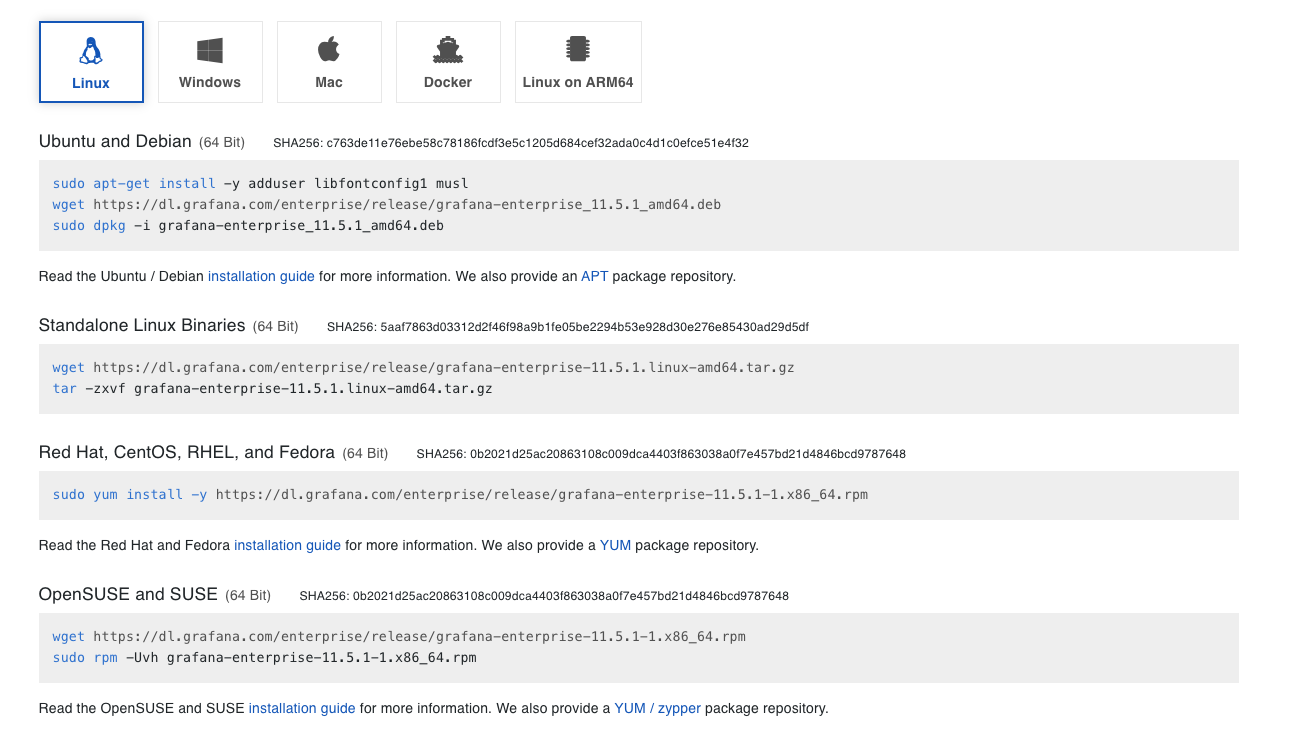 Linux
Windows
Mac
Docker
Linux on ARM64
Ubuntu and Debian (64 Bit) SHA256: c763de11e76ebe58c78186fcdf3e5c1205d684cef32ada0c4d1c0efce51e4f32
sudo apt-get install -y adduser libfontconfig1 musl
wget https://dl.grafana.com/enterprise/release/grafana-enterprise_11.5.1_amd64.deb
sudo dpkg -i grafana-enterprise_11.5.1_amd64.deb
Read the Ubuntu / Debian installation guide for more information. We also provide an APT package repository.
Standalone Linux Binaries (64 Bit) SHA256: 5aaf7863d03312d2f46f98a9b1fe05be2294b53e928d30e276e85430ad29d5df
wget https://dl.grafana.com/enterprise/release/grafana-enterprise-11.5.1.linux-amd64.tar.gz
tar -zxvf grafana-enterprise-11.5.1.linux-amd64.tar.gz
Red Hat, CentOS, RHEL, and Fedora (64 Bit) SHA256: 0b2021d25ac20863108c009dca4403f863038a0f7e457bd21d4846bcd9787648
sudo yum install -y https://dl.grafana.com/enterprise/release/grafana-enterprise-11.5.1-1.x86_64.rpm
Read the Red Hat and Fedora installation guide for more information. We also provide a YUM package repository.
OpenSUSE and SUSE (64 Bit) SHA256: 0b2021d25ac20863108c009dca4403f863038a0f7e457bd21d4846bcd9787648
wget https://dl.grafana.com/enterprise/release/grafana-enterprise-11.5.1-1.x86_64.rpm
sudo rpm -Uvh grafana-enterprise-11.5.1-1.x86_64.rpm
Read the OpenSUSE and SUSE installation guide for more information. We also provide a YUM / zypper package repository.